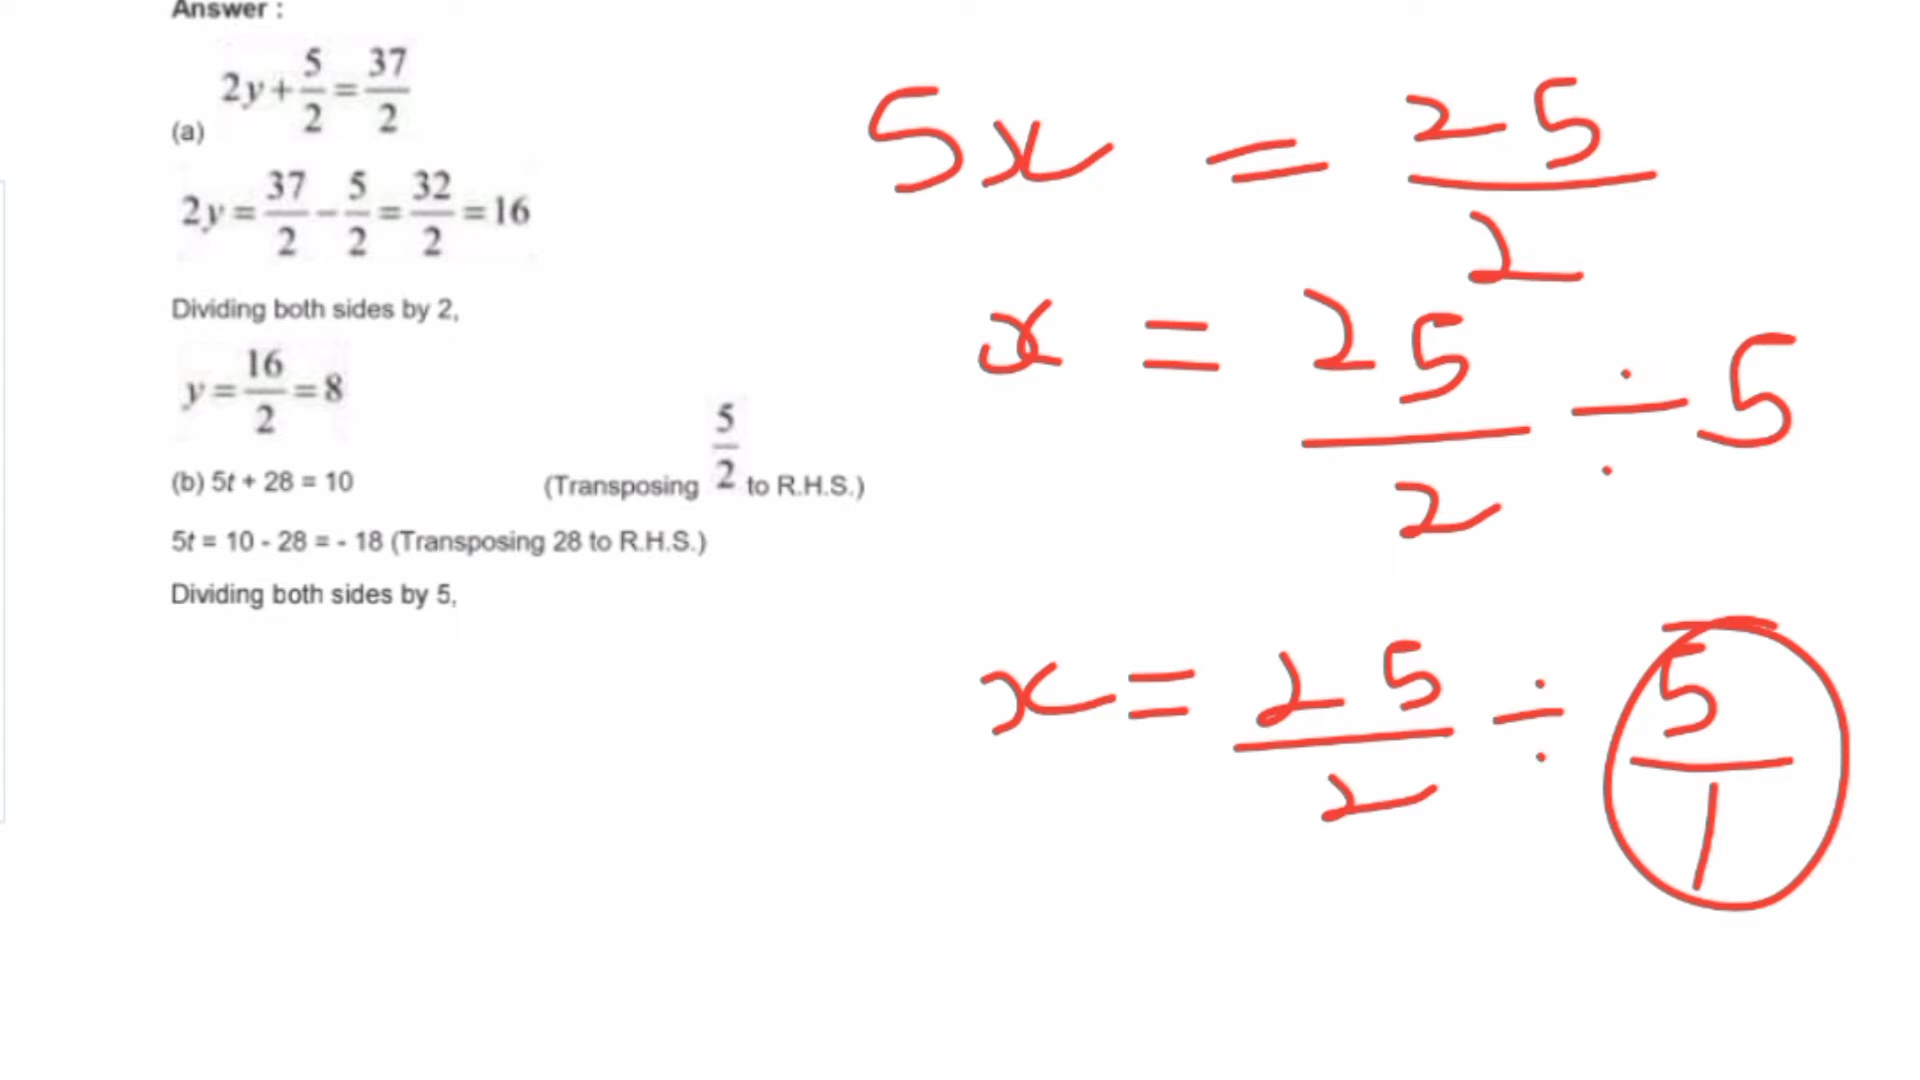 Answer :
(a) 2y + 5/2 = 37/2
2y = 37/2 - 5/2 = 32/2 = 16
Dividing both sides by 2,
y = 16/2 = 8
(b) 5t + 28 = 10 (Transposing 5/2 to R.H.S.)
5t = 10 - 28 = - 18 (Transposing 28 to R.H.S.)
Dividing both sides by 5,
5x = 25/2
x = 25/2 ÷ 5
x = 25/2 ÷ 5/1